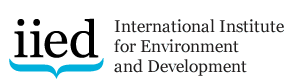 iied
International Institute
for Environment
and Development